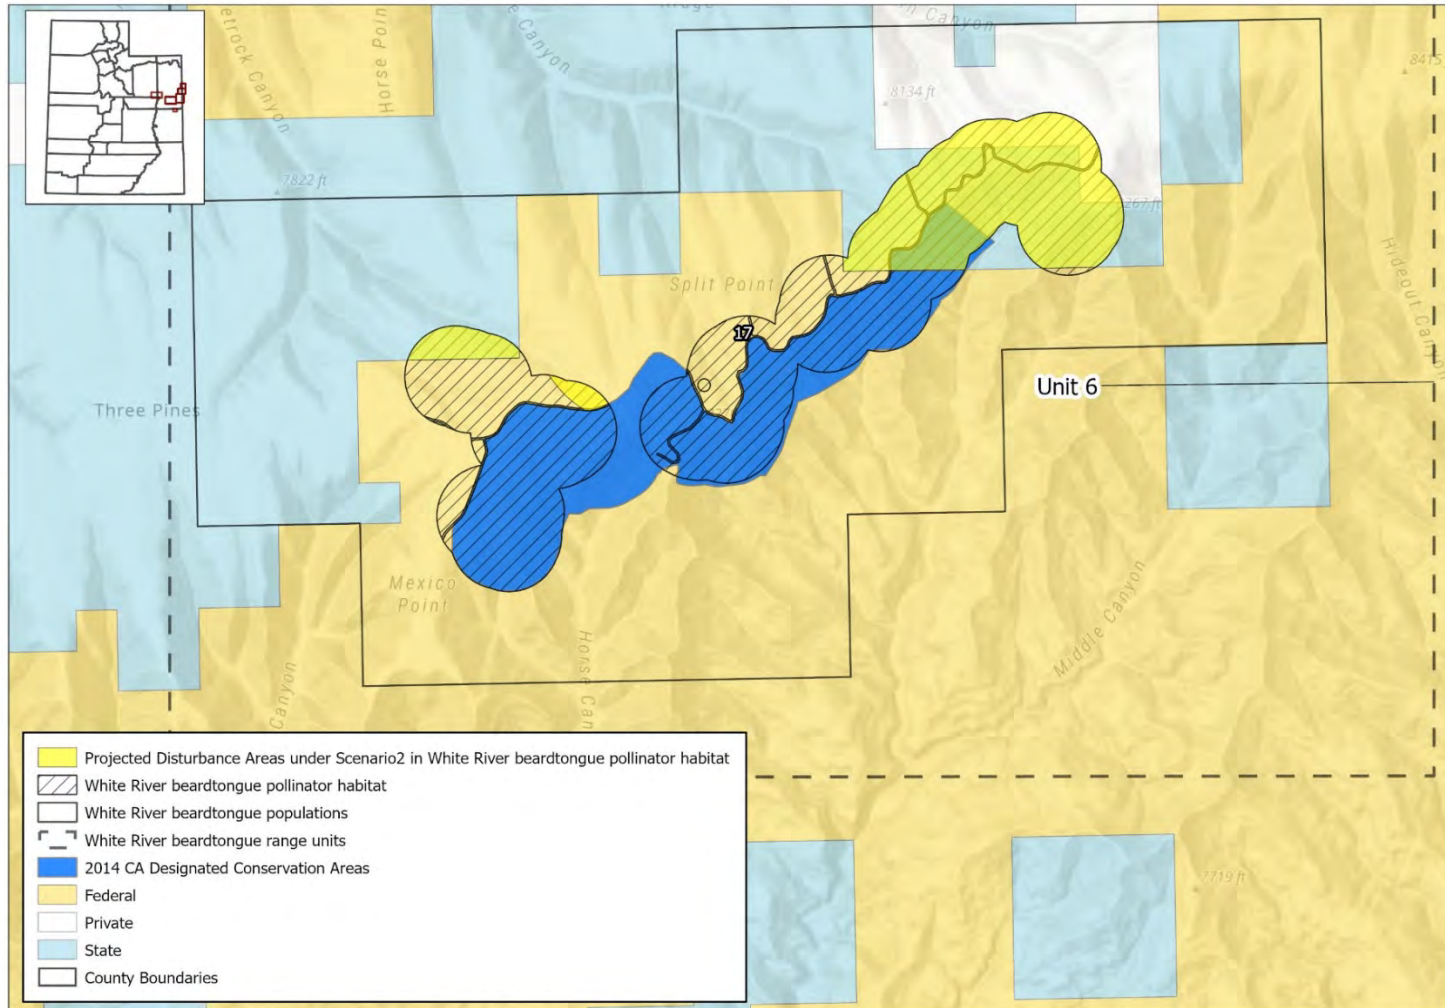 Canyon
8415
Horse Poin
etrock Canyon
e Canyon
8134 ft
7822 ft
267 ft
Hideout Canyon
Split Point
17
Unit 6
Three Pines
Mexico
Point
Middle Canyon
Horse Can
Canyon
Projected Disturbance Areas under Scenario2 in White River beardtongue pollinator habitat
White River beardtongue pollinator habitat
White River beardtongue populations
White River beardtongue range units
2014 CA Designated Conservation Areas
Federal
Private
State
County Boundaries
7719 ft